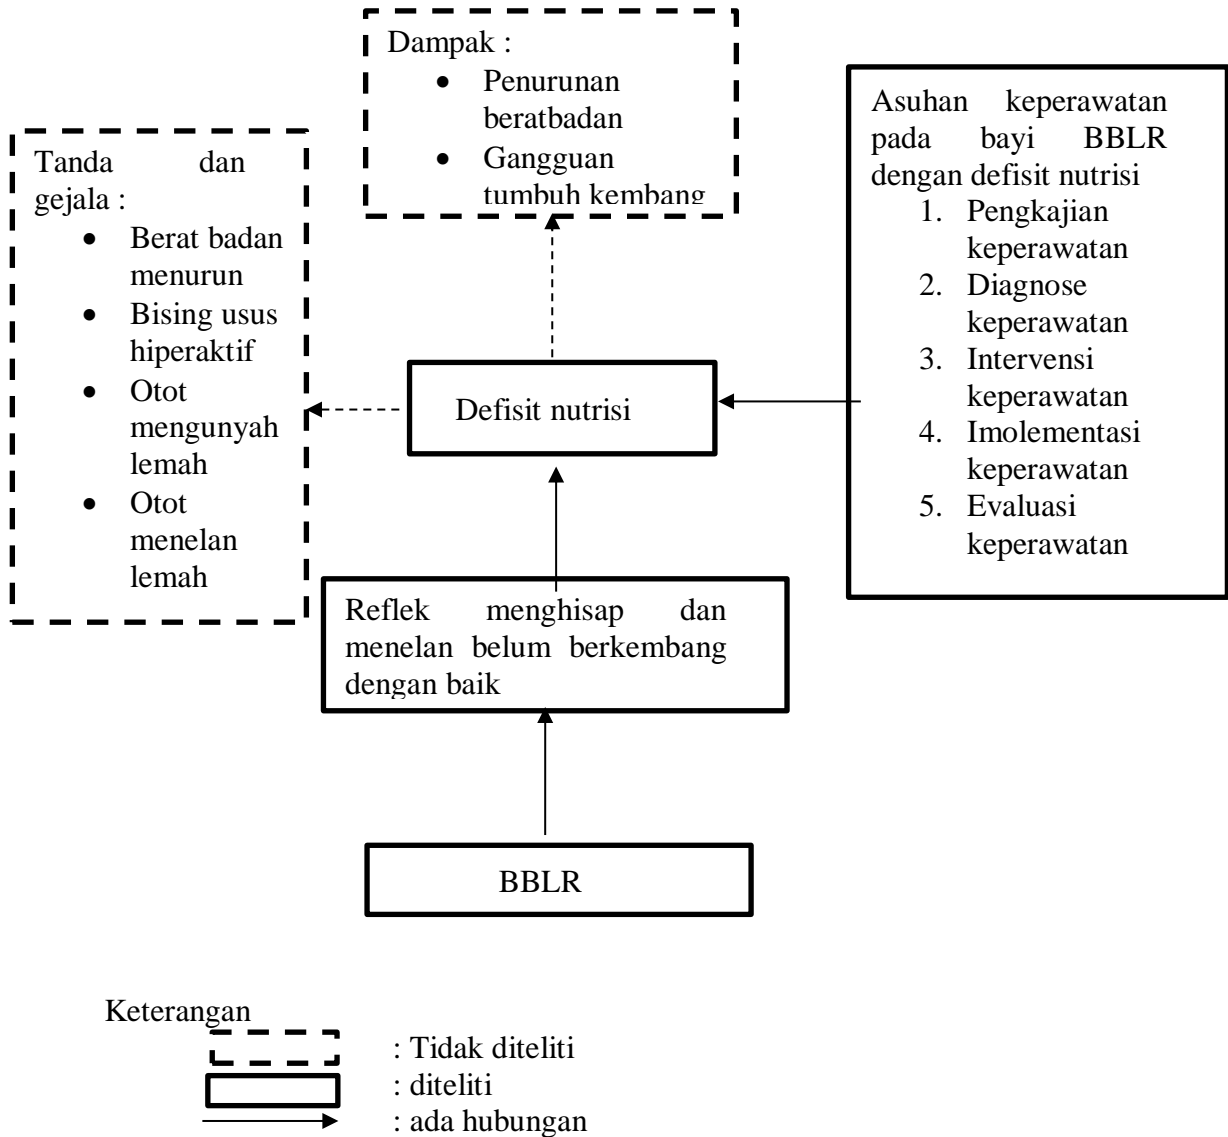 Dampak :
• Penurunan
beratbadan
• Gangguan
tumbuh kembang
Tanda dan
gejala :
• Berat badan
menurun
• Bising usus
hiperaktif
• Otot
mengunyah
lemah
• Otot
menelan
lemah
Asuhan keperawatan
pada bayi BBLR
dengan defisit nutrisi
1. Pengkajian
keperawatan
2. Diagnose
keperawatan
3. Intervensi
keperawatan
4. Imolementasi
keperawatan
5. Evaluasi
keperawatan
Defisit nutrisi
Reflek menghisap dan
menelan belum berkembang
dengan baik
BBLR
Keterangan
: Tidak diteliti
: diteliti
: ada hubungan